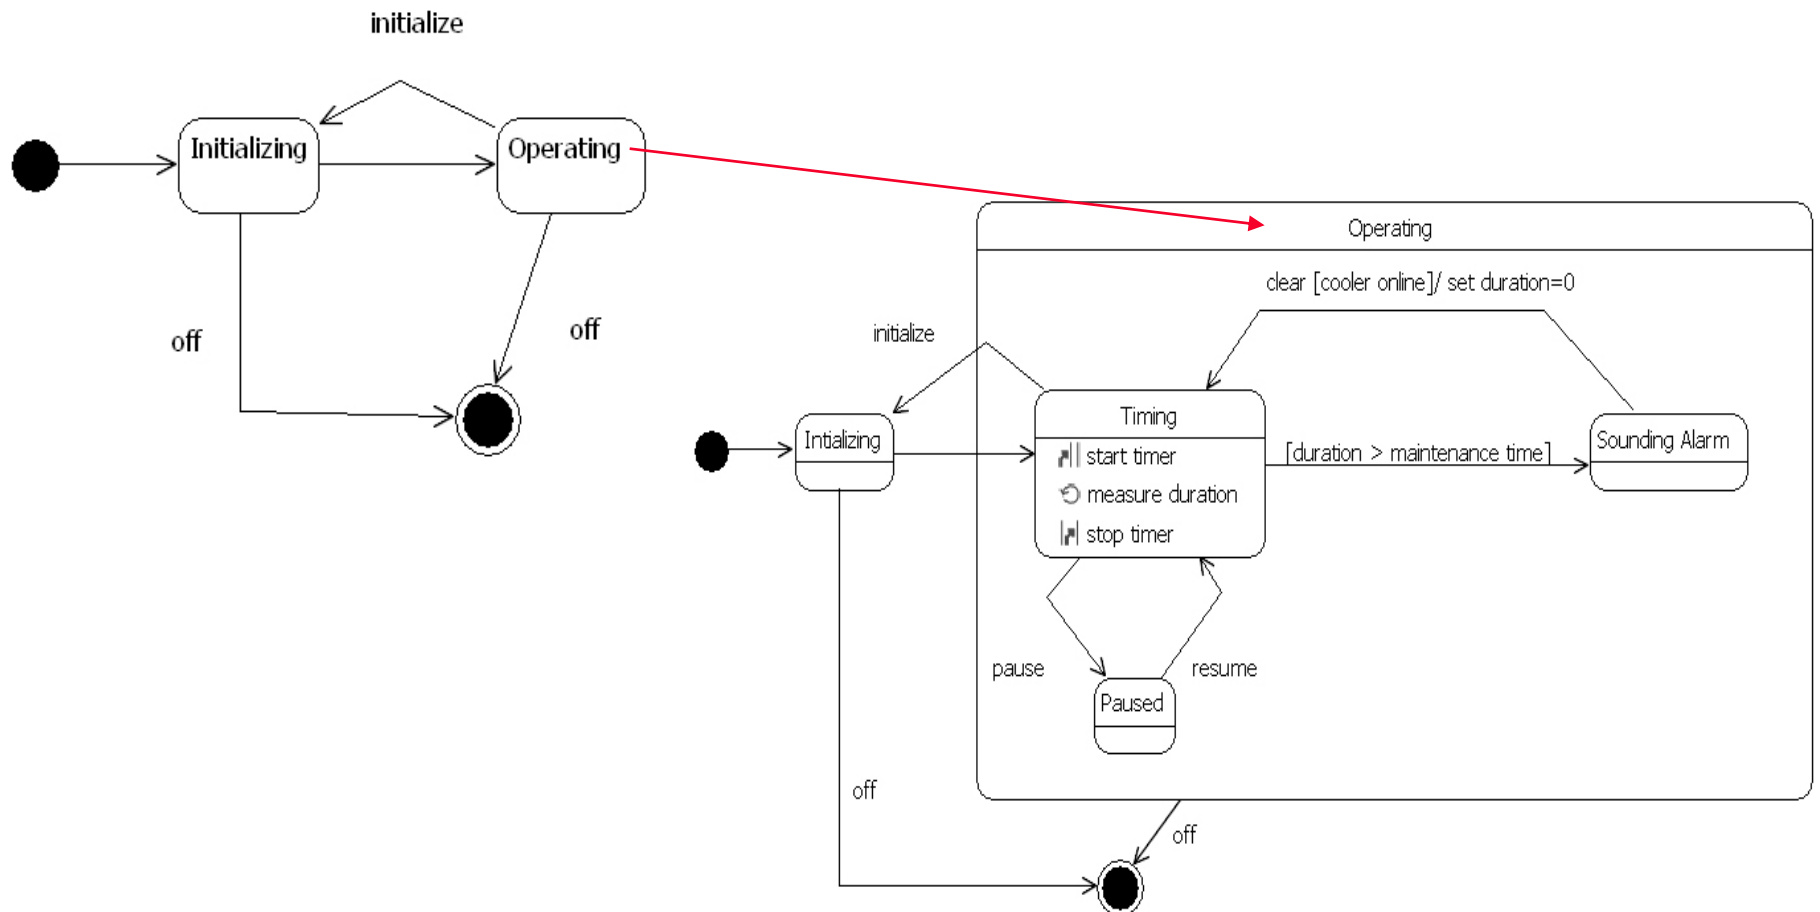 initialize
Initializing
Operating
off
off
Operating
clear [cooler online]/ set duration=0
initialize
Timing
Intializing
start timer
[duration > maintenance time]
Sounding Alarm
measure duration
stop timer
pause
resume
Paused
off
off